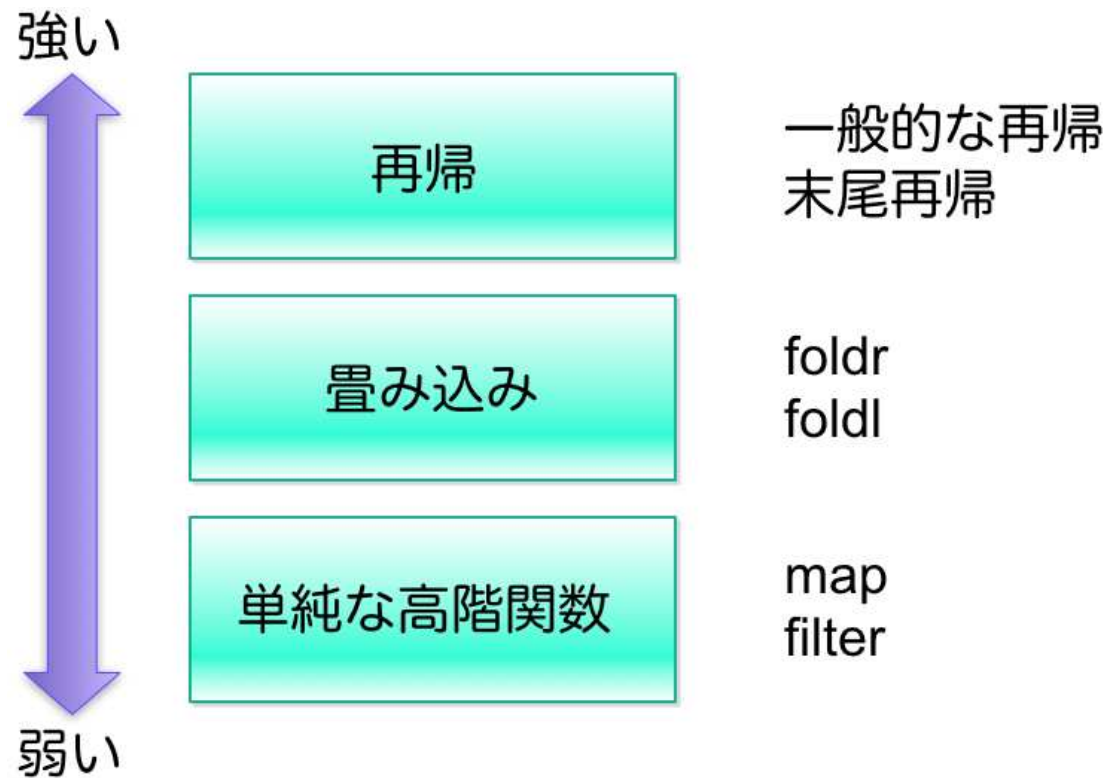 強い
再帰
一般的な再帰
末尾再帰
畳み込み
foldr
foldl
単純な高階関数
map
filter
弱い